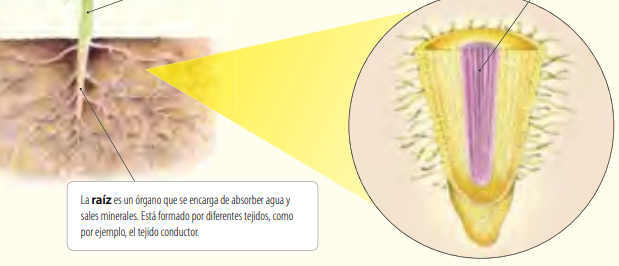 La raíz es un órgano que se encarga de absorber agua y
sales minerales. Está formado por diferentes tejidos, como
por ejemplo, el tejido conductor.